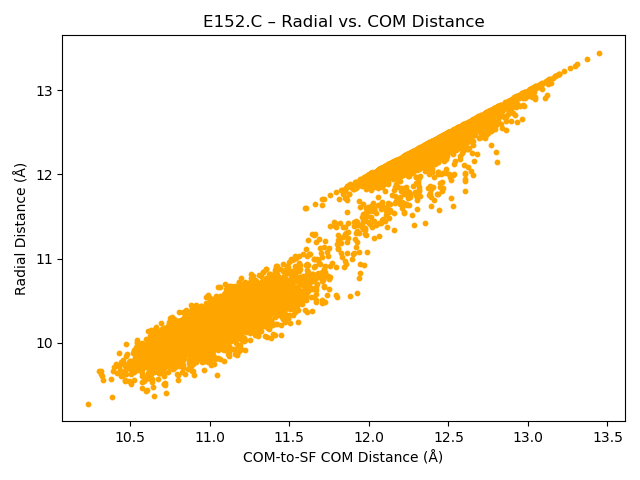 E152.C – Radial vs. COM Distance
Radial Distance (Å)
13
12
11
10
10.5 11.0 11.5 12.0 12.5 13.0 13.5
COM-to-SF COM Distance (Å)